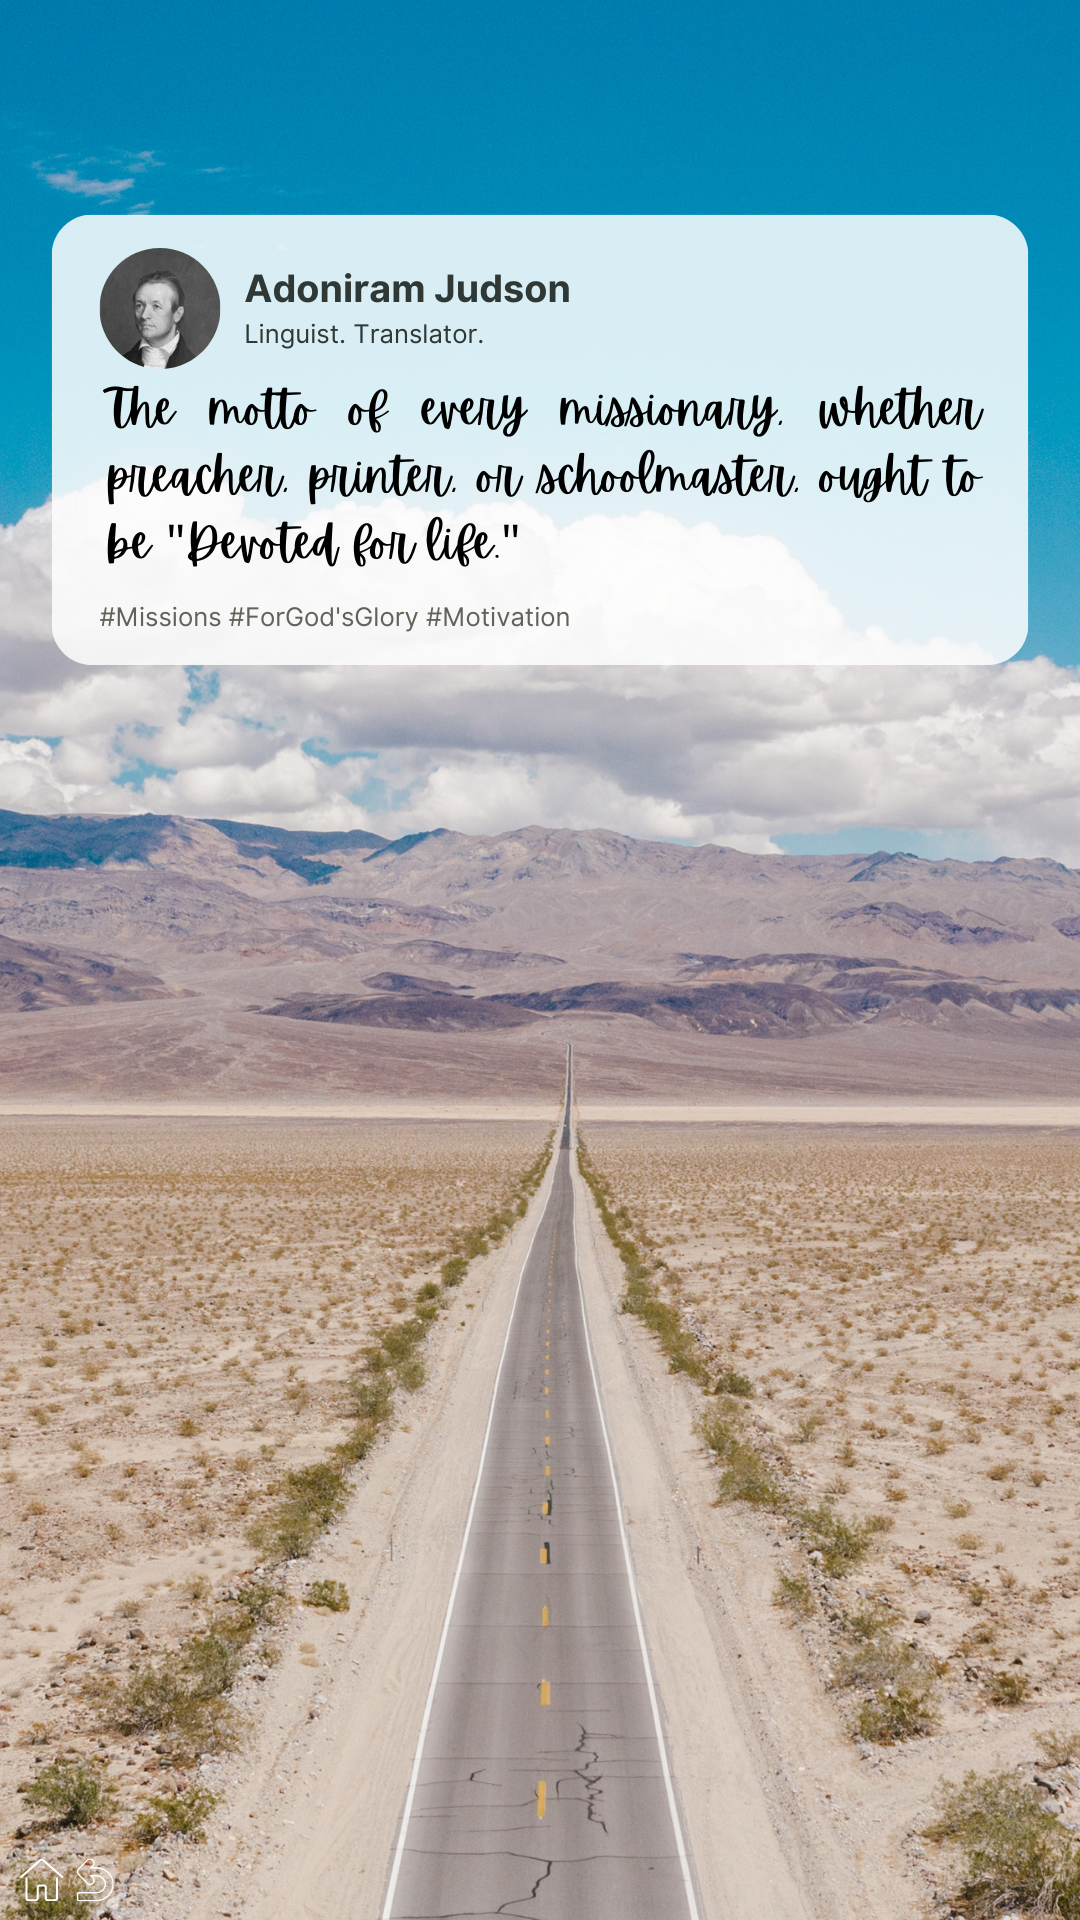 Adoniram Judson
Linguist. Translator.
The motto of every missionary, whether
preacher, printer, or schoolmaster, ought to
be "Devoted for life."
#Missions #ForGod'sGlory #Motivation